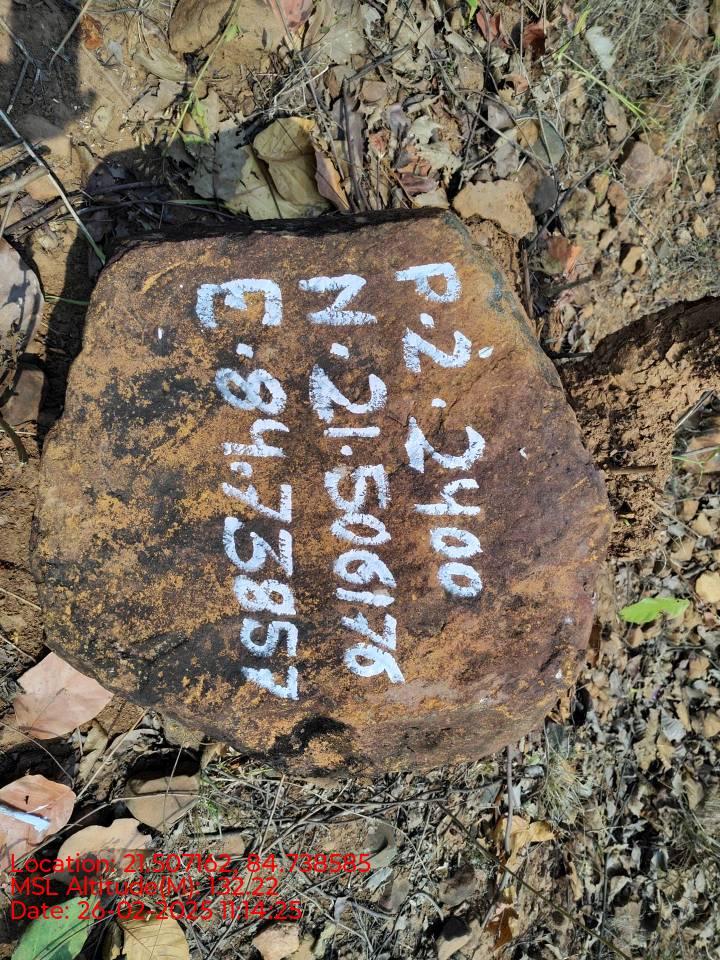 P.2.2400
N.21.506176
E.84.73857
Location: 21.507162, 84.738585
MSL Altitude(M): 132.22
Date: 26-02-2025 11:14:25